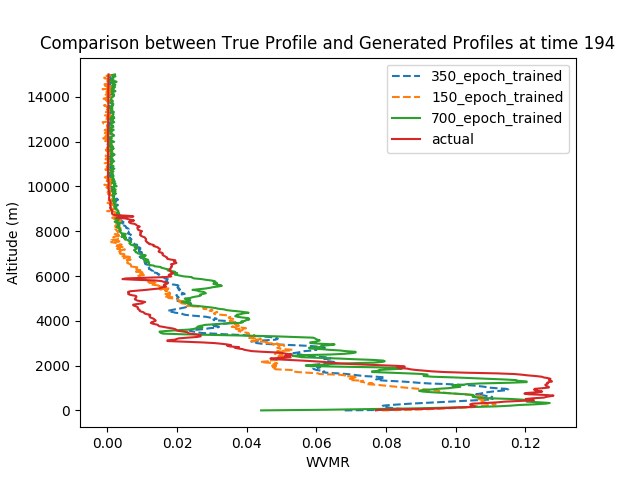 Comparison between True Profile and Generated Profiles at time 194
350_epoch_trained
150_epoch_trained
700_epoch_trained
actual
Altitude (m)
14000
12000
10000
8000
6000
4000
2000
0
0.00 0.02 0.04 0.06 0.08 0.10 0.12
WVMR